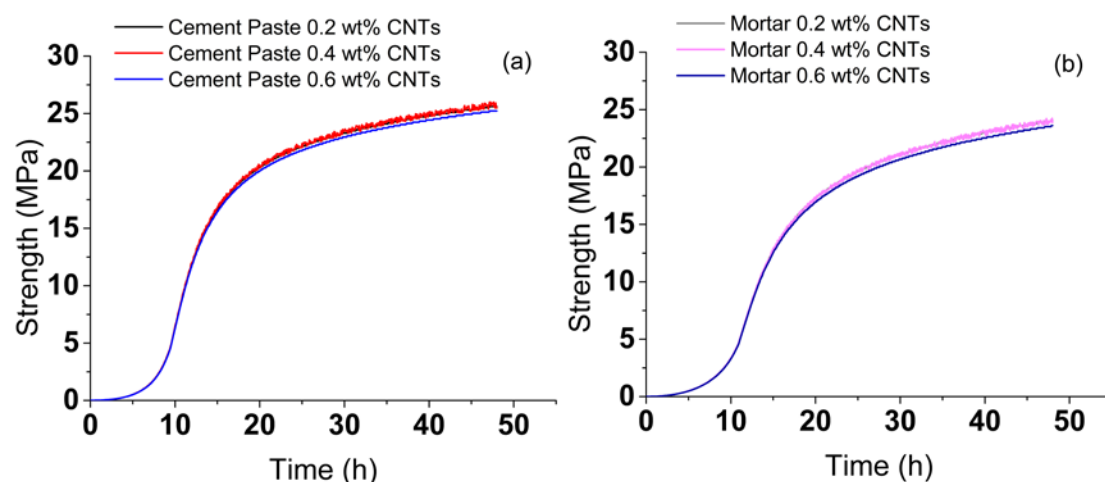 Cement Paste 0.2 wt% CNTs
Cement Paste 0.4 wt% CNTs
Cement Paste 0.6 wt% CNTs
(a)
30
25
20
15
10
5
0
Strength (MPa)
0 10 20 30 40 50
Time (h)
Mortar 0.2 wt% CNTs
Mortar 0.4 wt% CNTs
Mortar 0.6 wt% CNTs
(b)
30
25
20
15
10
5
0
Strength (MPa)
0 10 20 30 40 50
Time (h)